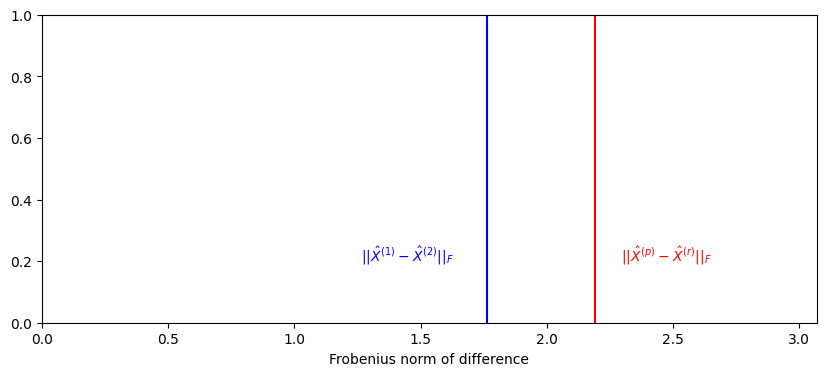 1.0
0.8
0.6
0.4
0.2
0.0
||X̂⁽¹⁾ − X̂⁽²⁾||_F
||X̂⁽ᵖ⁾ − X̂⁽ʳ⁾||_F
0.0 0.5 1.0 1.5 2.0 2.5 3.0
Frobenius norm of difference